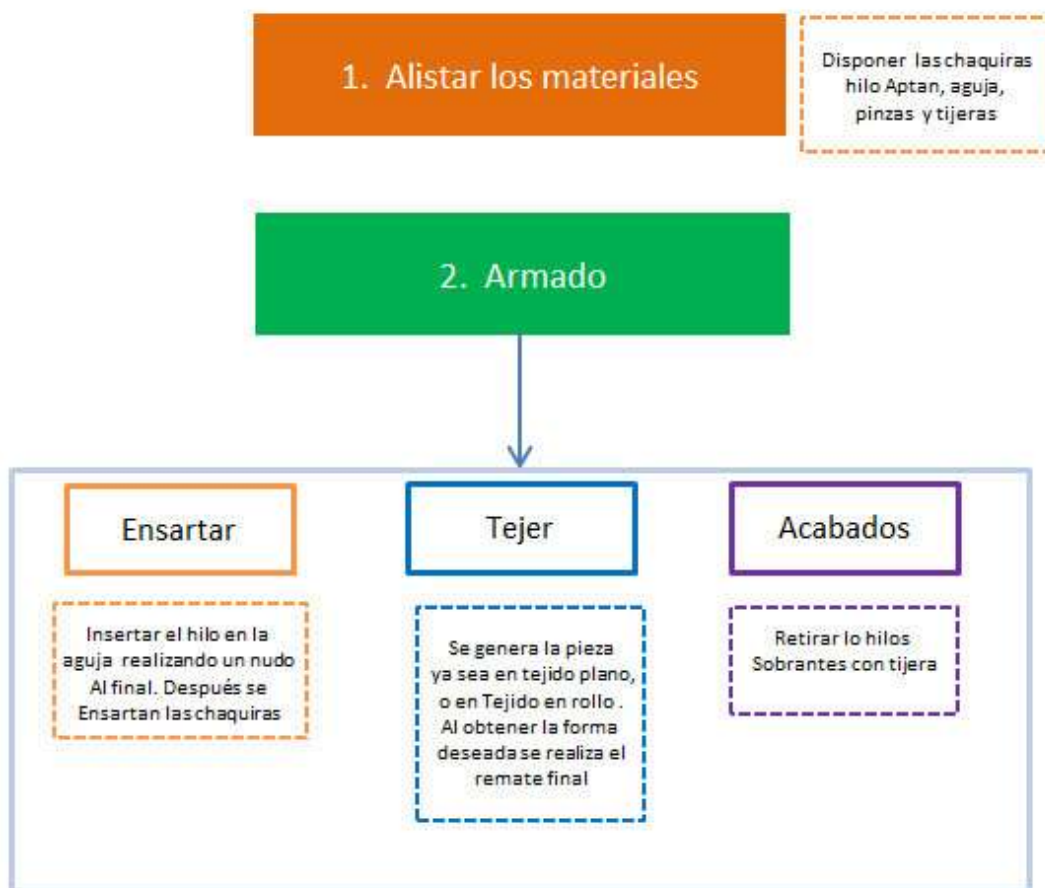 1. Alistar los materiales
Disponer las chaquiras
hilo Aptan, aguja,
pinzas y tijeras
2. Armado
Ensartar
Insertar el hilo en la
aguja realizando un nudo
Al final. Después se
Ensartan las chaquiras
Tejer
Se genera la pieza
ya sea en tejido plano,
o en Tejido en rollo .
Al obtener la forma
deseada se realiza el
remate final
Acabados
Retirar lo hilos
Sobrantes con tijera